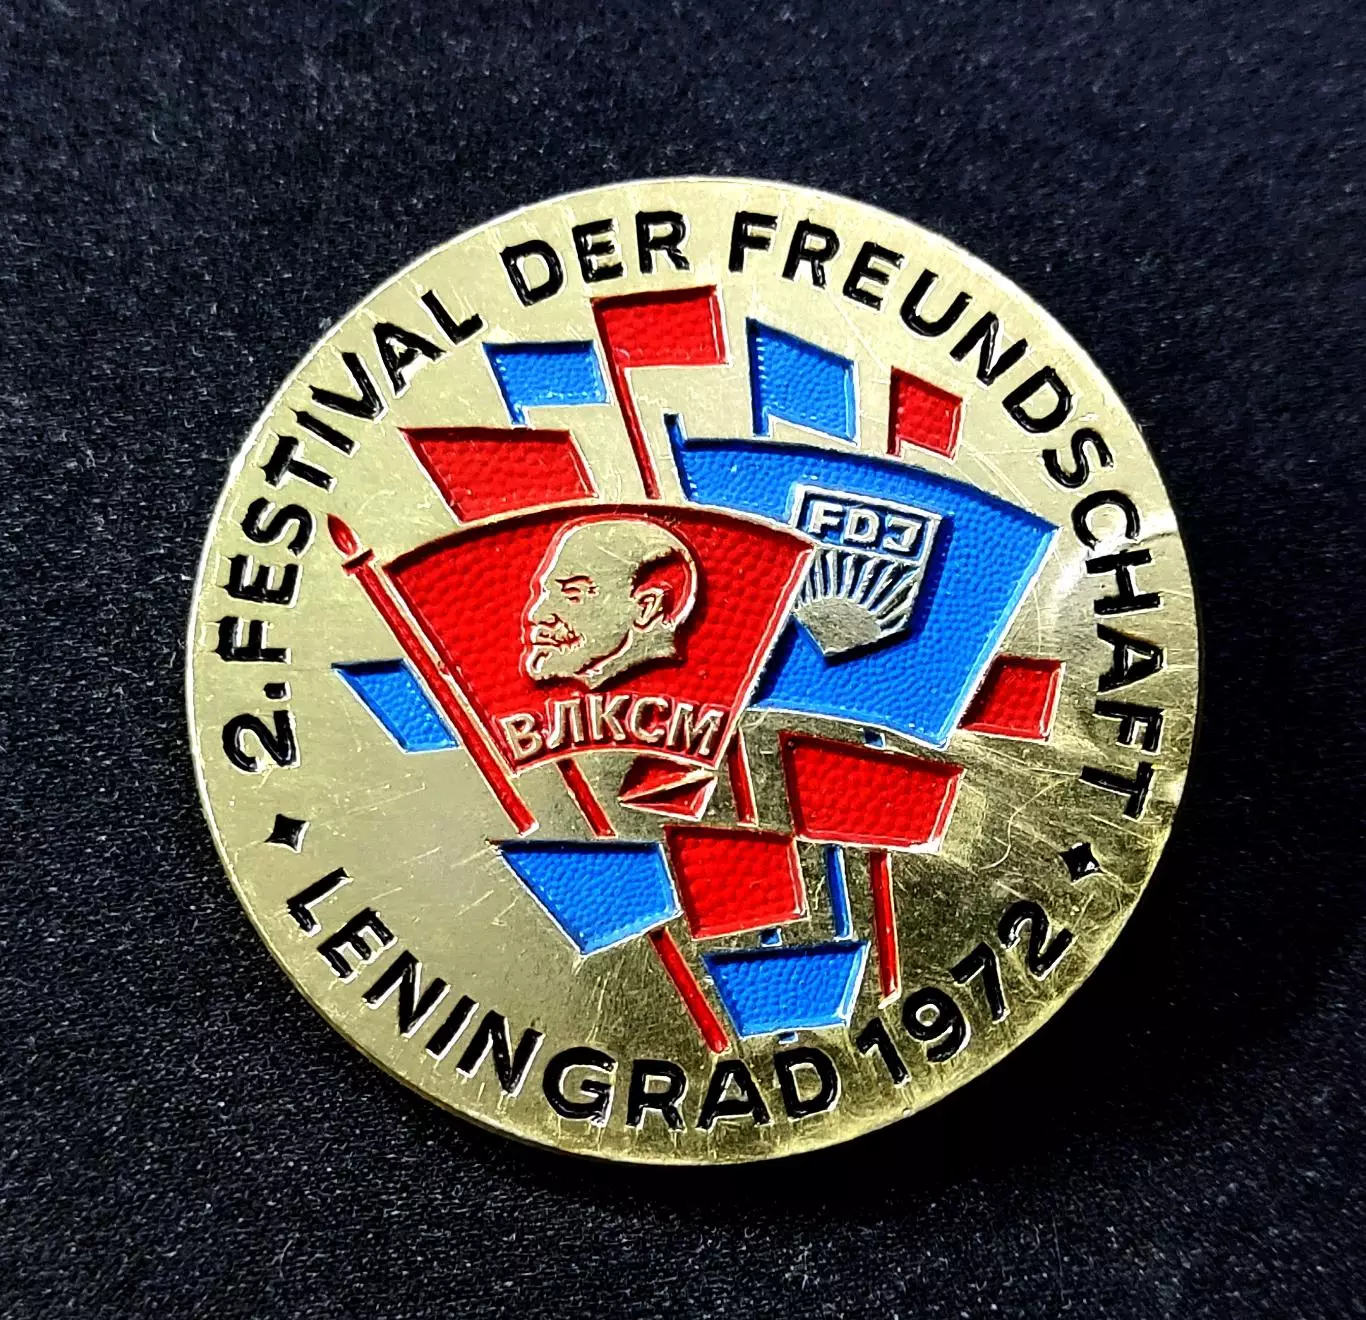 2. FESTIVAL DER FREUNDSCHAFT
FDJ
ВЛКСМ
LENINGRAD 1972